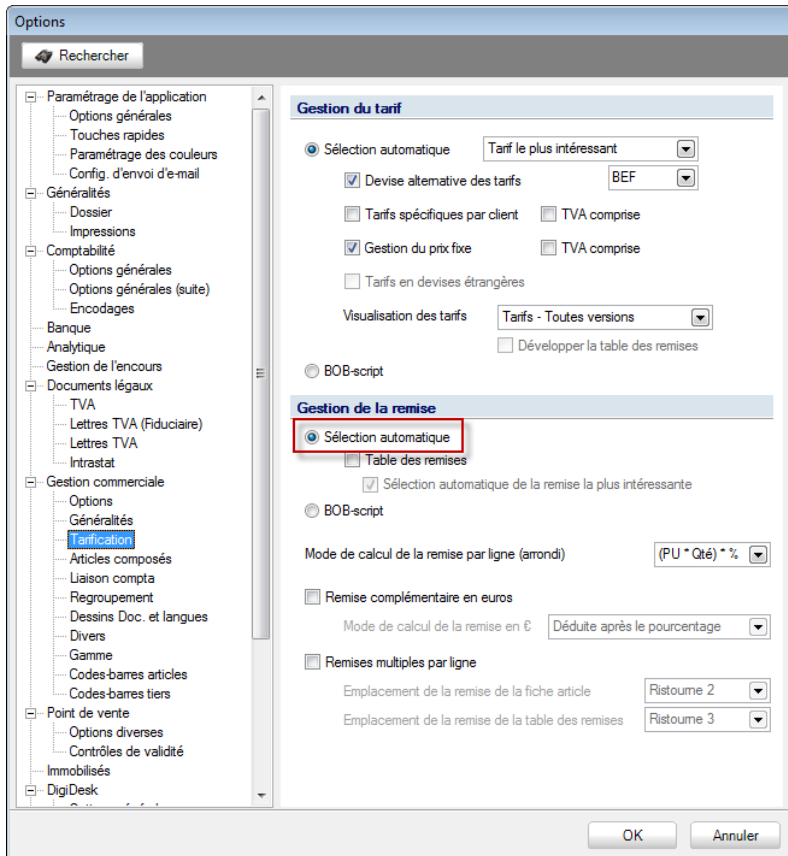 Options
Rechercher
Paramétrage de l'application
Options générales
Touches rapides
Paramétrage des couleurs
Config. d'envoi d'e-mail
Généralités
Dossier
Impressions
Comptabilité
Options générales
Options générales (suite)
Encodages
Banque
Analytique
Gestion de l'encours
Documents légaux
TVA
Lettres TVA (Fiduciaire)
Lettres TVA
Intrastat
Gestion commerciale
Options
Généralités
Tarification
Articles composés
Liaison compta
Regroupement
Dessins Doc. et langues
Divers
Gamme
Codes-barres articles
Codes-barres tiers
Point de vente
Options diverses
Contrôles de validité
Immobilisés
DigiDesk
Gestion du tarif
Sélection automatique Tarif le plus intéressant
Devise alternative des tarifs BEF
Tarifs spécifiques par client TVA comprise
Gestion du prix fixe TVA comprise
Tarifs en devises étrangères
Visualisation des tarifs Tarifs - Toutes versions
Développer la table des remises
BOB-script
Gestion de la remise
Sélection automatique
Table des remises
Sélection automatique de la remise la plus intéressante
BOB-script
Mode de calcul de la remise par ligne (arrondi) (PU * Qté) * %
Remise complémentaire en euros
Mode de calcul de la remise en € Déduite après le pourcentage
Remises multiples par ligne
Emplacement de la remise de la fiche article Ristourne 2
Emplacement de la remise de la table des remises Ristourne 3
OK Annuler